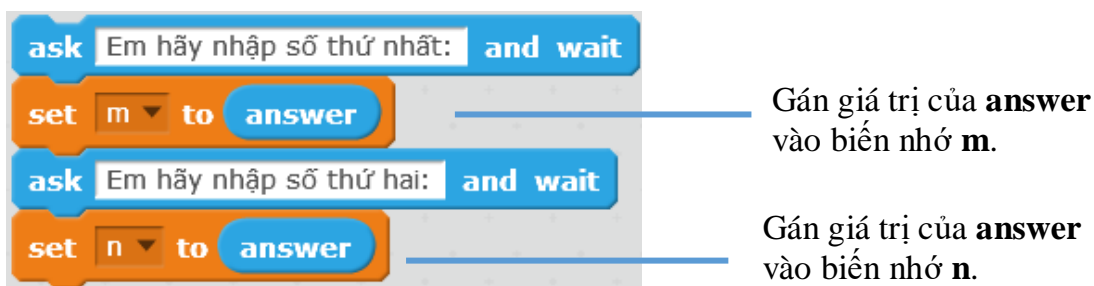 ask Em hãy nhập số thứ nhất: and wait
set m to answer
Gán giá trị của answer
vào biến nhớ m.
ask Em hãy nhập số thứ hai: and wait
set n to answer
Gán giá trị của answer
vào biến nhớ n.